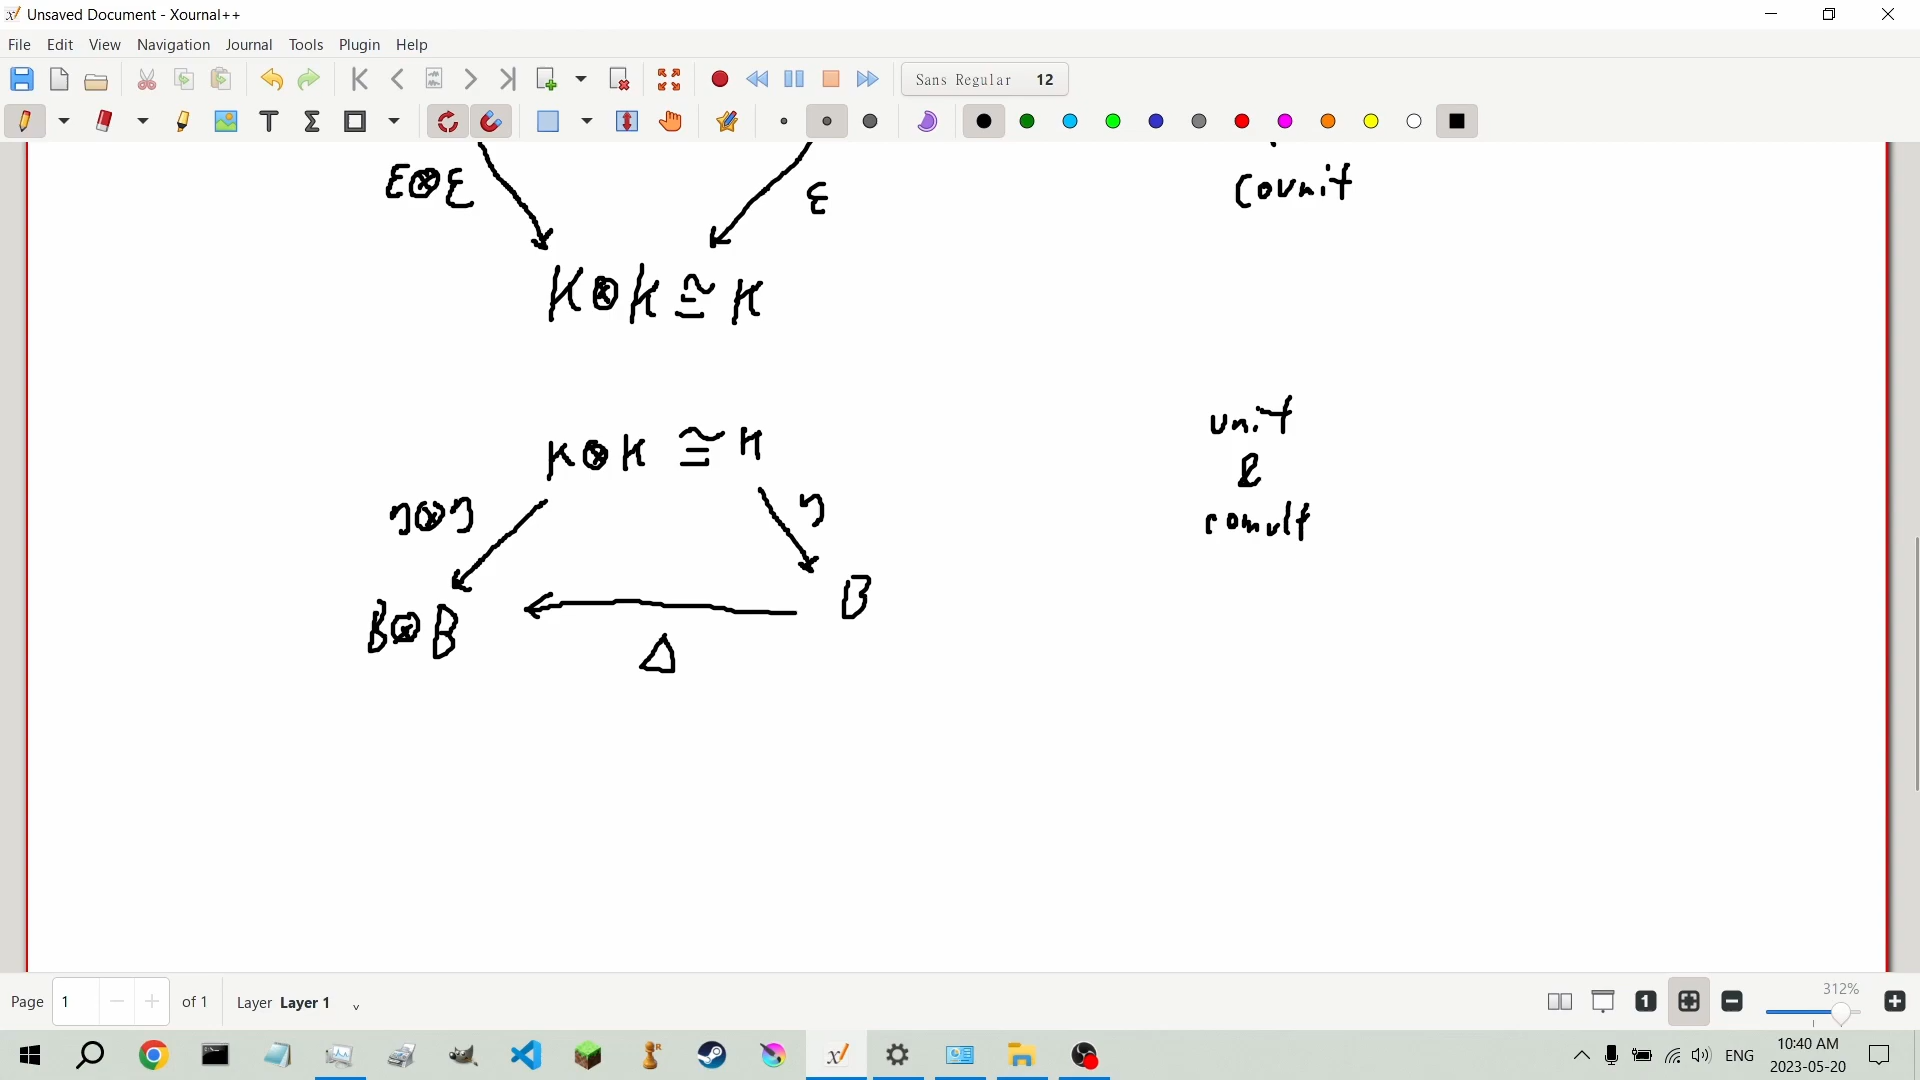 Unsaved Document - Xournal++
File Edit View Navigation Journal Tools Plugin Help
Sans Regular 12
ε⊗ε
ε
counit
K⊗K ≅ K
K⊗K ≅ K
η⊗η
η
unit
&
comult
B⊗B
B
Δ
Page 1 of 1 Layer Layer 1
312%
ENG
10:40 AM
2023-05-20